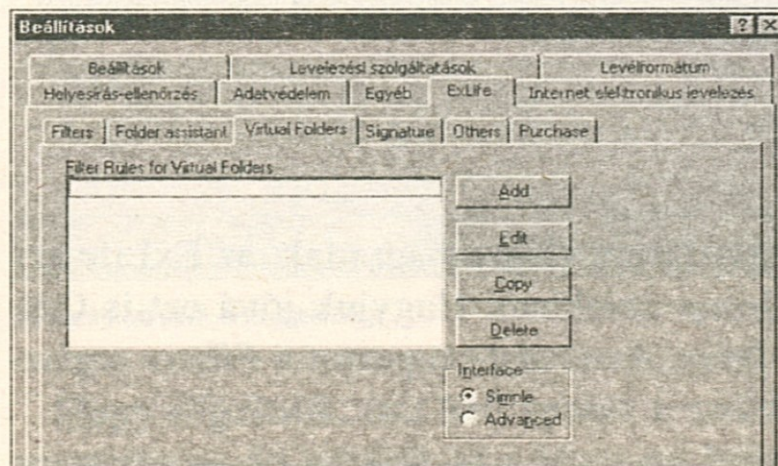 Beállítások
Beállítások Levelezési szolgáltatások Levélformátum
Helyesírás-ellenőrzés Adatvédelem Egyéb ExLife Internet elektronikus levelezés
Filters Folder assistant Virtual Folders Signature Others Purchase
Filter Rules for Virtual Folders
Add
Edit
Copy
Delete
Interface
Simple
Advanced